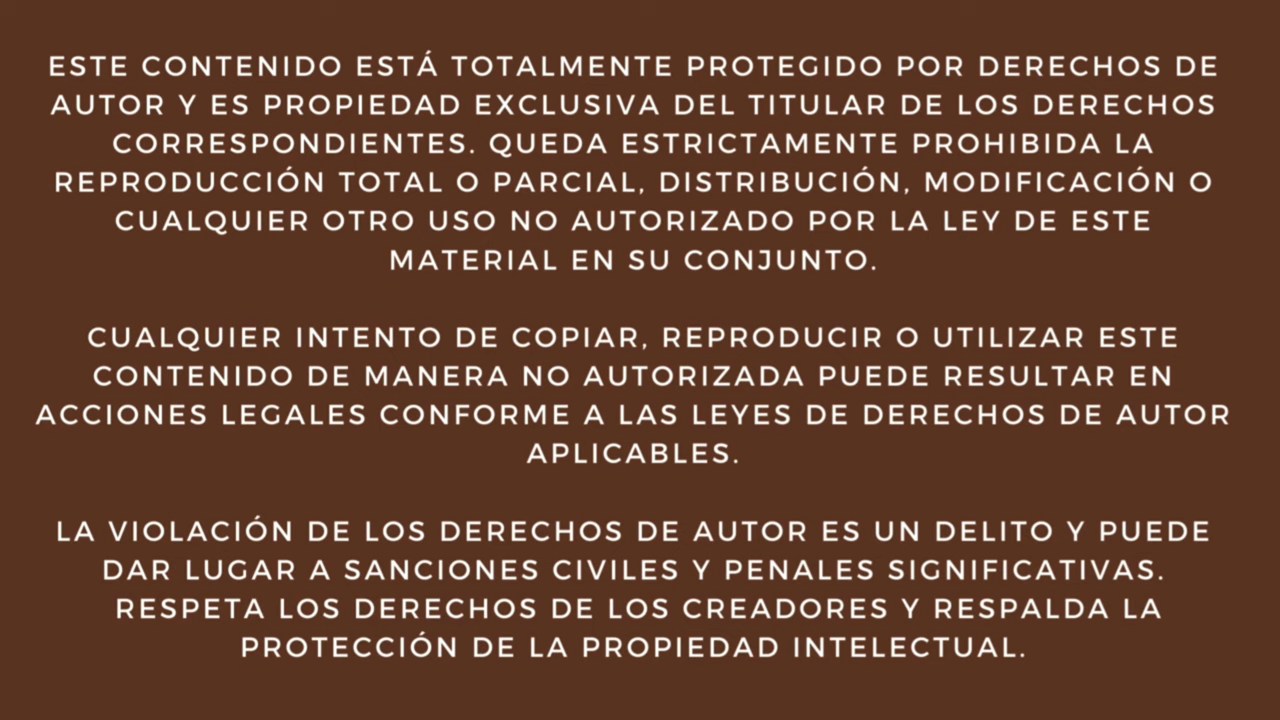 ESTE CONTENIDO ESTÁ TOTALMENTE PROTEGIDO POR DERECHOS DE
AUTOR Y ES PROPIEDAD EXCLUSIVA DEL TITULAR DE LOS DERECHOS
CORRESPONDIENTES. QUEDA ESTRICTAMENTE PROHIBIDA LA
REPRODUCCIÓN TOTAL O PARCIAL, DISTRIBUCIÓN, MODIFICACIÓN O
CUALQUIER OTRO USO NO AUTORIZADO POR LA LEY DE ESTE
MATERIAL EN SU CONJUNTO.
CUALQUIER INTENTO DE COPIAR, REPRODUCIR O UTILIZAR ESTE
CONTENIDO DE MANERA NO AUTORIZADA PUEDE RESULTAR EN
ACCIONES LEGALES CONFORME A LAS LEYES DE DERECHOS DE AUTOR
APLICABLES.
LA VIOLACIÓN DE LOS DERECHOS DE AUTOR ES UN DELITO Y PUEDE
DAR LUGAR A SANCIONES CIVILES Y PENALES SIGNIFICATIVAS.
RESPETA LOS DERECHOS DE LOS CREADORES Y RESPALDA LA
PROTECCIÓN DE LA PROPIEDAD INTELECTUAL.